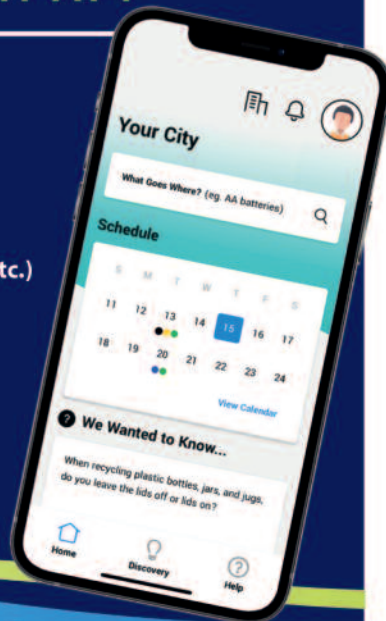 tc.)
Your City
What Goes Where? (eg. AA batteries)
Schedule
S M T W T F S
11 12 13 14 15 16 17
18 19 20 21 22 23 24
View Calendar
? We Wanted to Know...
When recycling plastic bottles, jars, and jugs,
do you leave the lids off or lids on?
Home Discovery Help